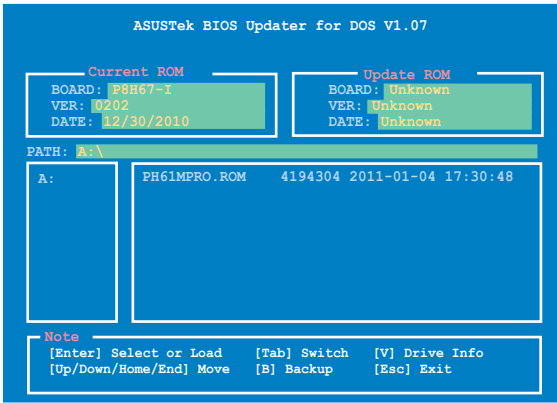 ASUSTek BIOS Updater for DOS V1.07
Current ROM
BOARD: P8H67-I
VER: 0202
DATE: 12/30/2010
Update ROM
BOARD: Unknown
VER: Unknown
DATE: Unknown
PATH: A:\
A:
PH61MPRO.ROM 4194304 2011-01-04 17:30:48
Note
[Enter] Select or Load [Tab] Switch [V] Drive Info
[Up/Down/Home/End] Move [B] Backup [Esc] Exit